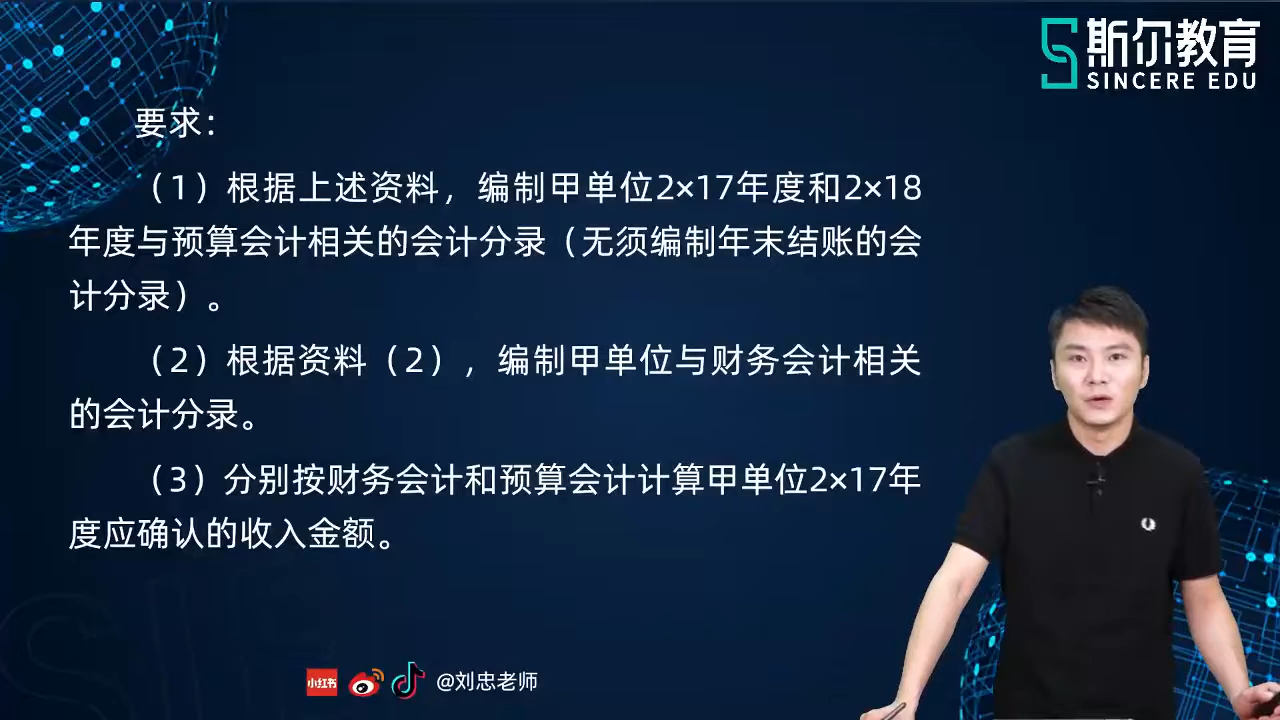 斯尔教育
SINCERE EDU
要求：
（1）根据上述资料，编制甲单位2×17年度和2×18
年度与预算会计相关的会计分录（无须编制年末结账的会
计分录）。
（2）根据资料（2），编制甲单位与财务会计相关
的会计分录。
（3）分别按财务会计和预算会计计算甲单位2×17年
度应确认的收入金额。
小红书
@刘忠老师